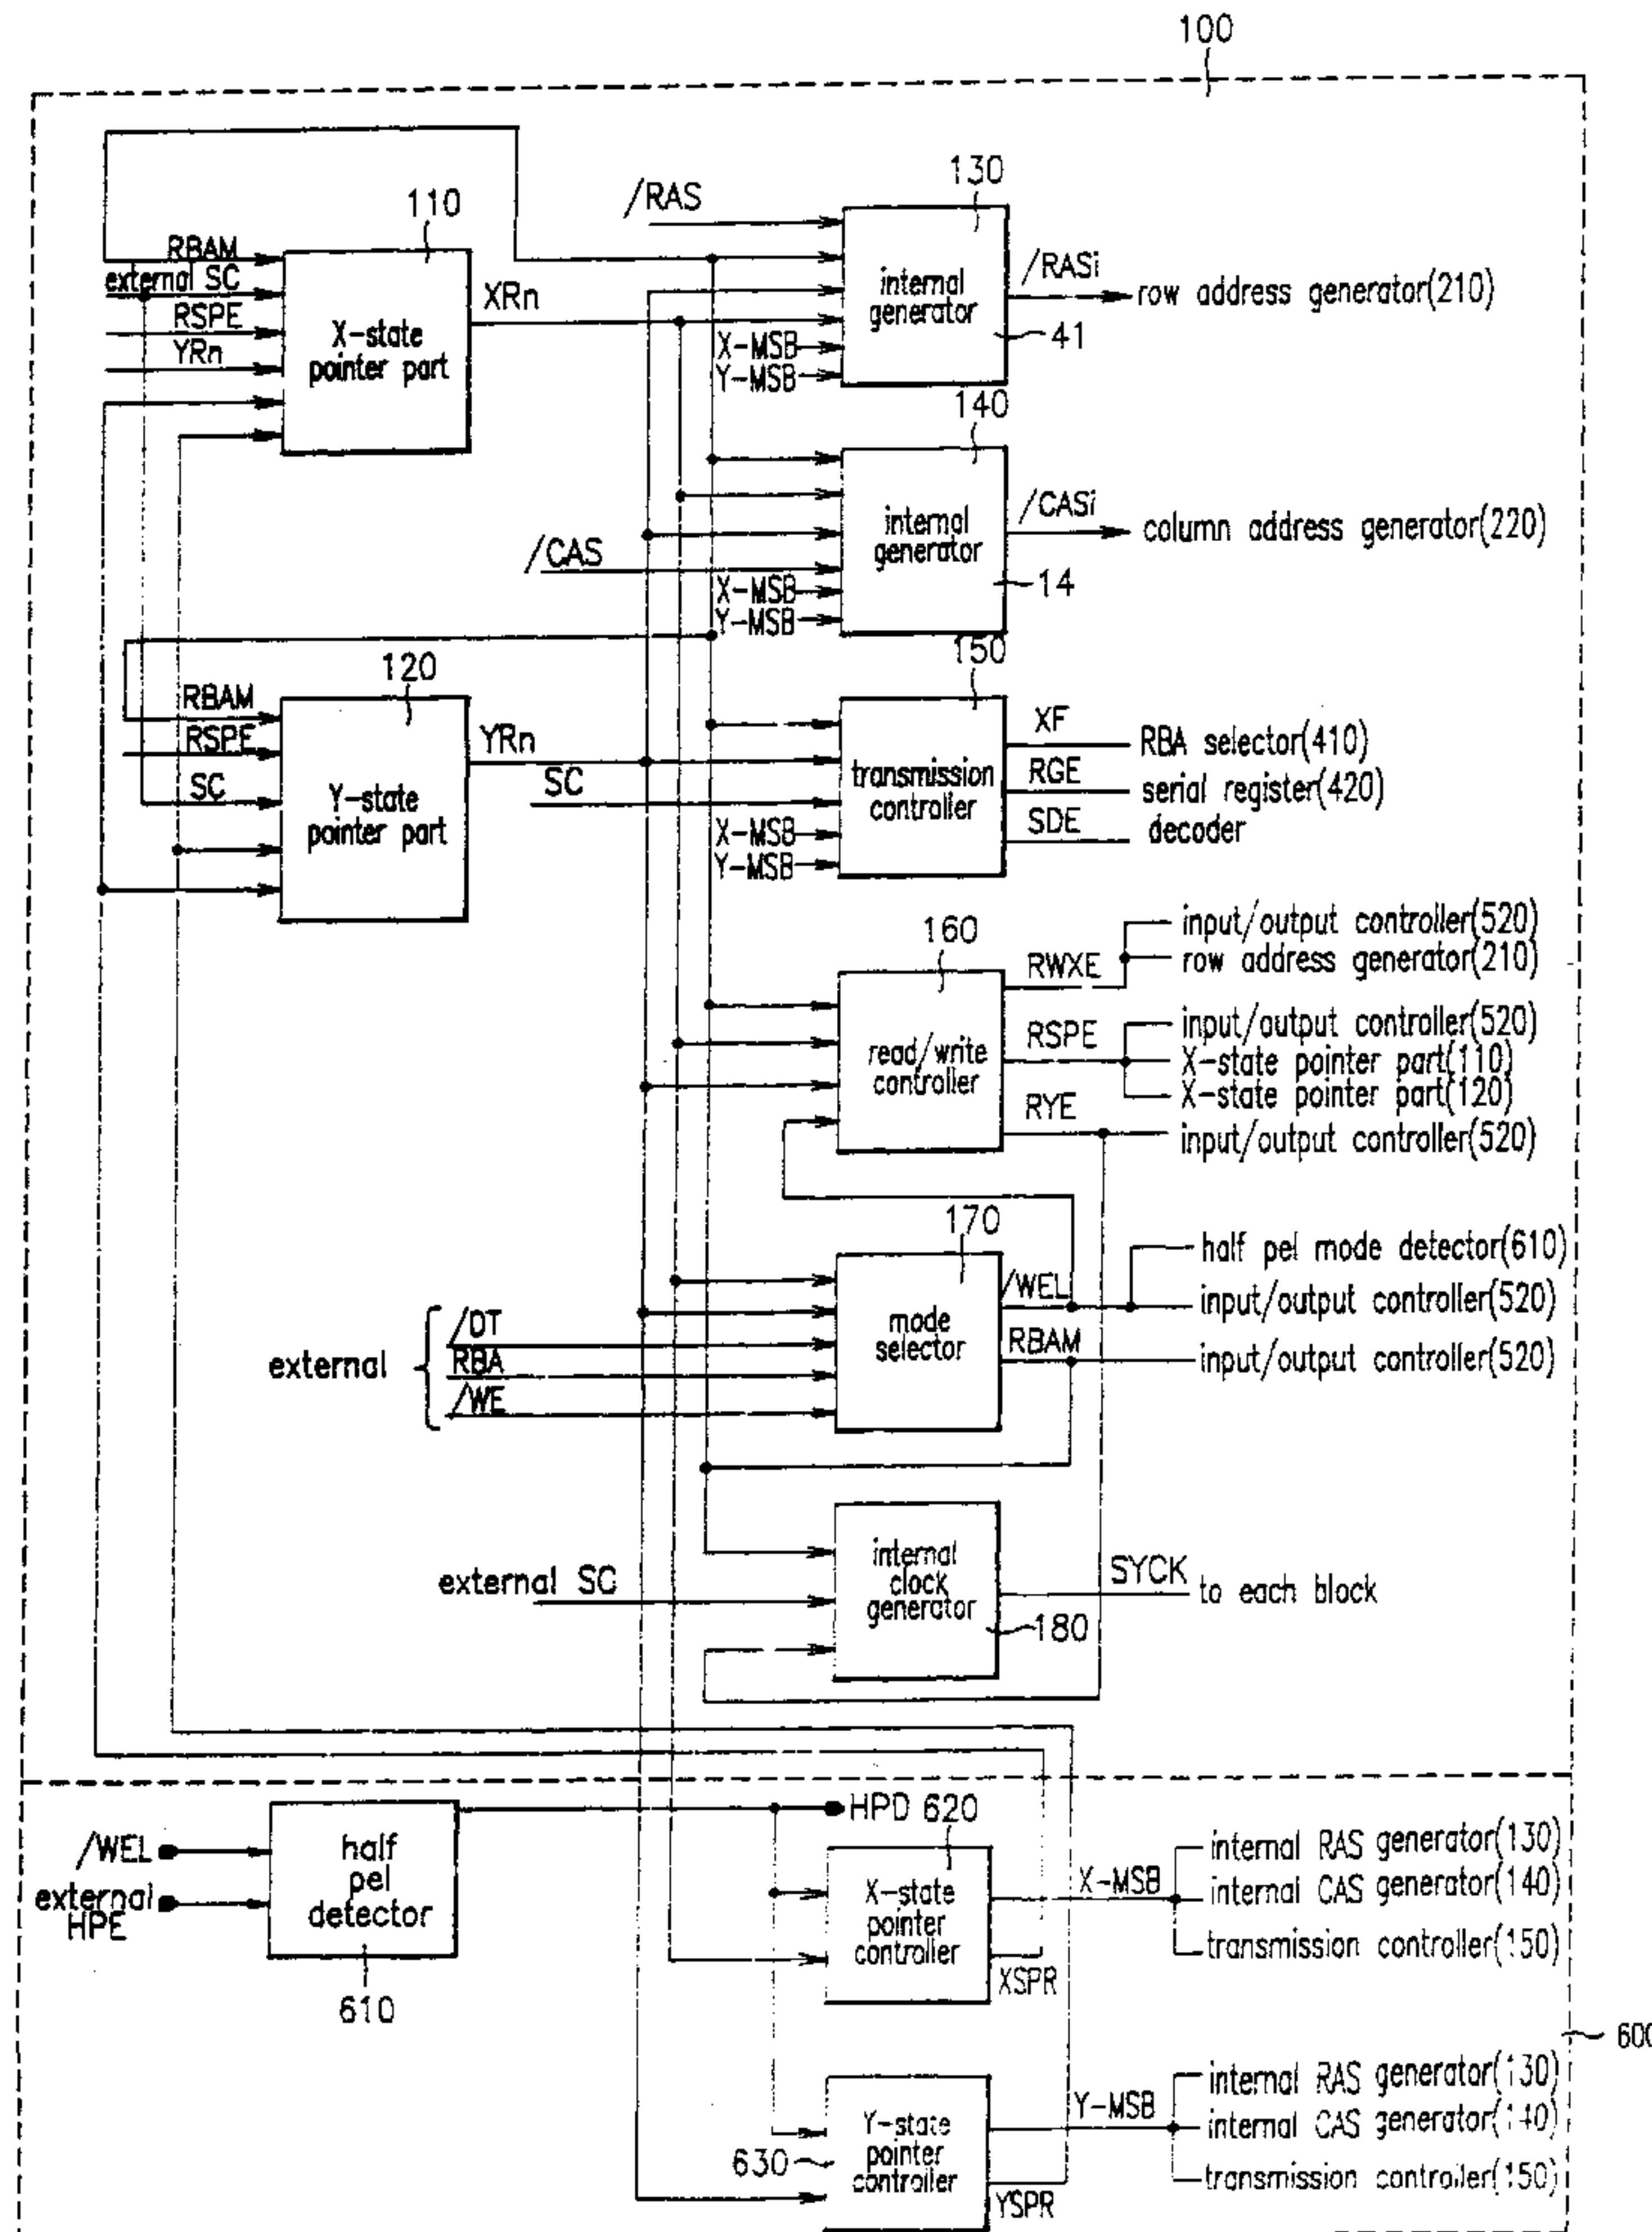 100
130
/RAS
110
RBAM
external SC
RSPE
YRn
X-state
pointer part
XRn
internal
generator
X-MSB
Y-MSB
/RASi
row address generator(210)
41
140
internal
generator
/CAS
X-MSB
Y-MSB
/CASi
column address generator(220)
14
120
RBAM
RSPE
SC
Y-state
pointer part
YRn
SC
150
transmission
controller
X-MSB
Y-MSB
XF
RBA selector(410)
RGE
serial register(420)
SDE
decoder
160
read/write
controller
RWXE
input/output controller(520)
row address generator(210)
RSPE
input/output controller(520)
X-state pointer part(110)
X-state pointer part(120)
RYE
input/output controller(520)
170
external
/DT
RBA
/WE
mode
selector
/WEL
half pel mode detector(610)
input/output controller(520)
RBAM
input/output controller(520)
external SC
internal
clock
generator
180
SYCK
to each block
/WEL
external
HPE
half
pel
detector
610
HPD
620
X-state
pointer
controller
X-MSB
internal RAS generator(130)
internal CAS generator(140)
transmission controller(150)
XSPR
600
630
Y-state
pointer
controller
Y-MSB
internal RAS generator(130)
internal CAS generator(140)
transmission controller(150)
YSPR